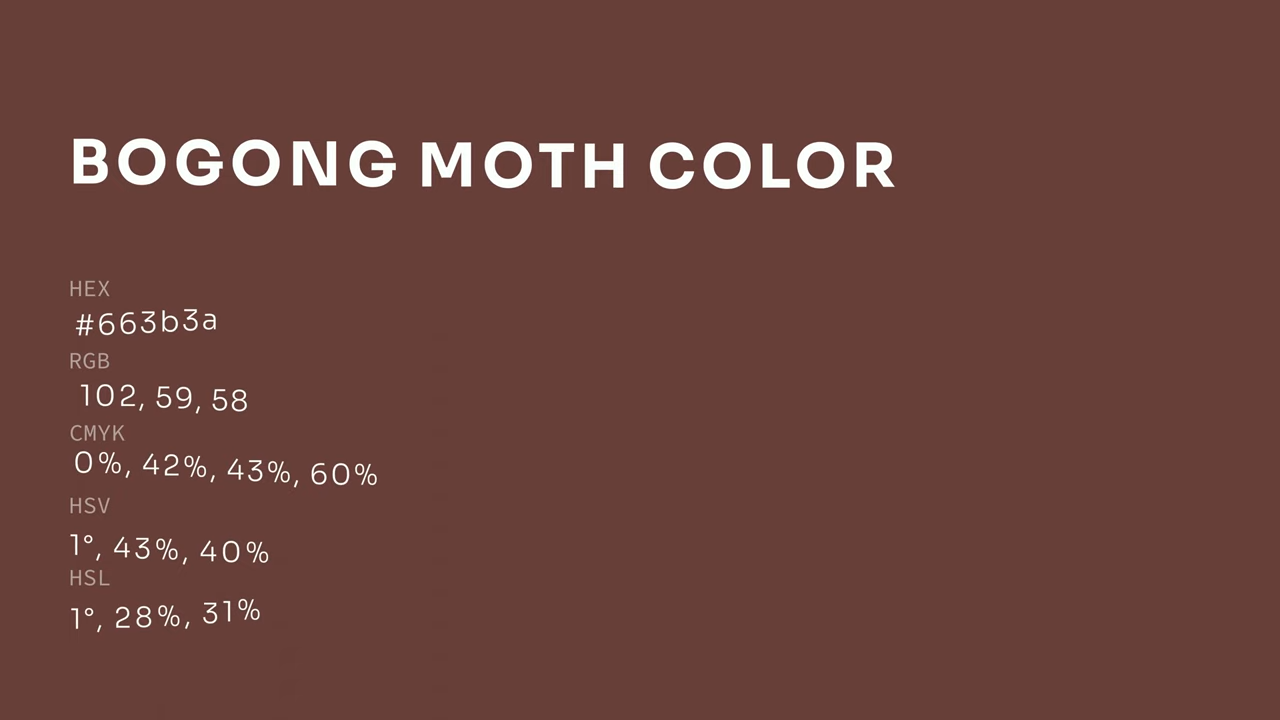 BOGONG MOTH COLOR
HEX
#663b3a
RGB
102, 59, 58
CMYK
0%, 42%, 43%, 60%
HSV
1°, 43%, 40%
HSL
1°, 28%, 31%